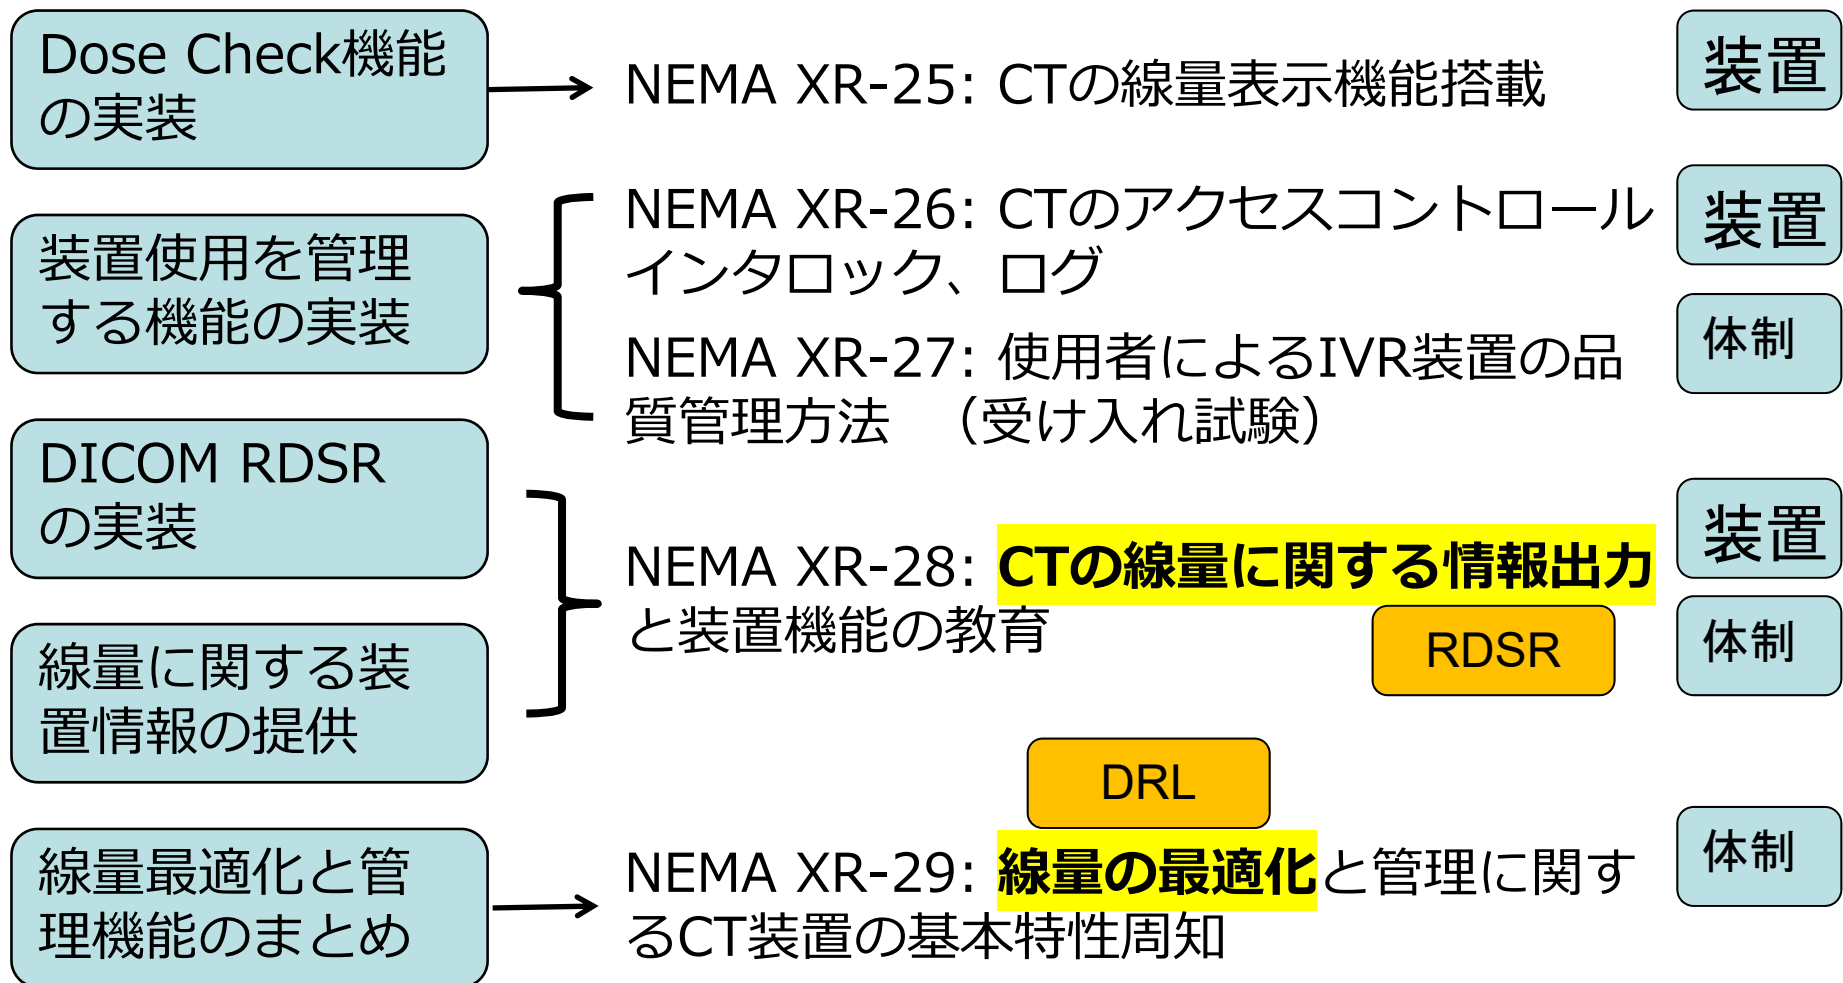 Dose Check機能
の実装
NEMA XR-25: CTの線量表示機能搭載
装置
装置使用を管理
する機能の実装
NEMA XR-26: CTのアクセスコントロール
インタロック、ログ
装置
NEMA XR-27: 使用者によるIVR装置の品
質管理方法　（受け入れ試験）
体制
DICOM RDSR
の実装
線量に関する装
置情報の提供
NEMA XR-28: CTの線量に関する情報出力
と装置機能の教育
RDSR
装置
体制
DRL
線量最適化と管
理機能のまとめ
NEMA XR-29: 線量の最適化と管理に関す
るCT装置の基本特性周知
体制